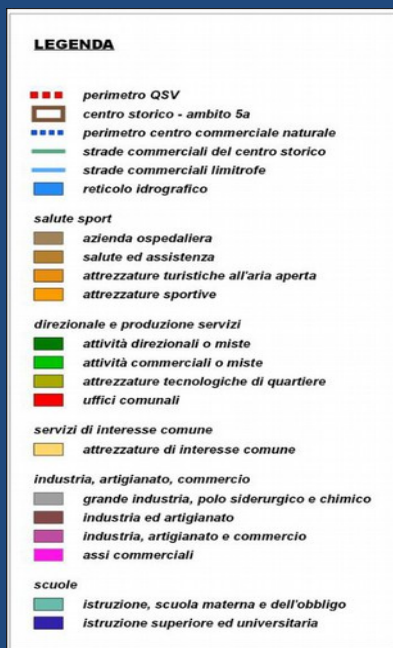 LEGENDA
perimetro QSV
centro storico - ambito 5a
perimetro centro commerciale naturale
strade commerciali del centro storico
strade commerciali limitrofe
reticolo idrografico
salute sport
azienda ospedaliera
salute ed assistenza
attrezzature turistiche all'aria aperta
attrezzature sportive
direzionale e produzione servizi
attività direzionali o miste
attività commerciali o miste
attrezzature tecnologiche di quartiere
uffici comunali
servizi di interesse comune
attrezzature di interesse comune
industria, artigianato, commercio
grande industria, polo siderurgico e chimico
industria ed artigianato
industria, artigianato e commercio
assi commerciali
scuole
istruzione, scuola materna e dell'obbligo
istruzione superiore ed universitaria